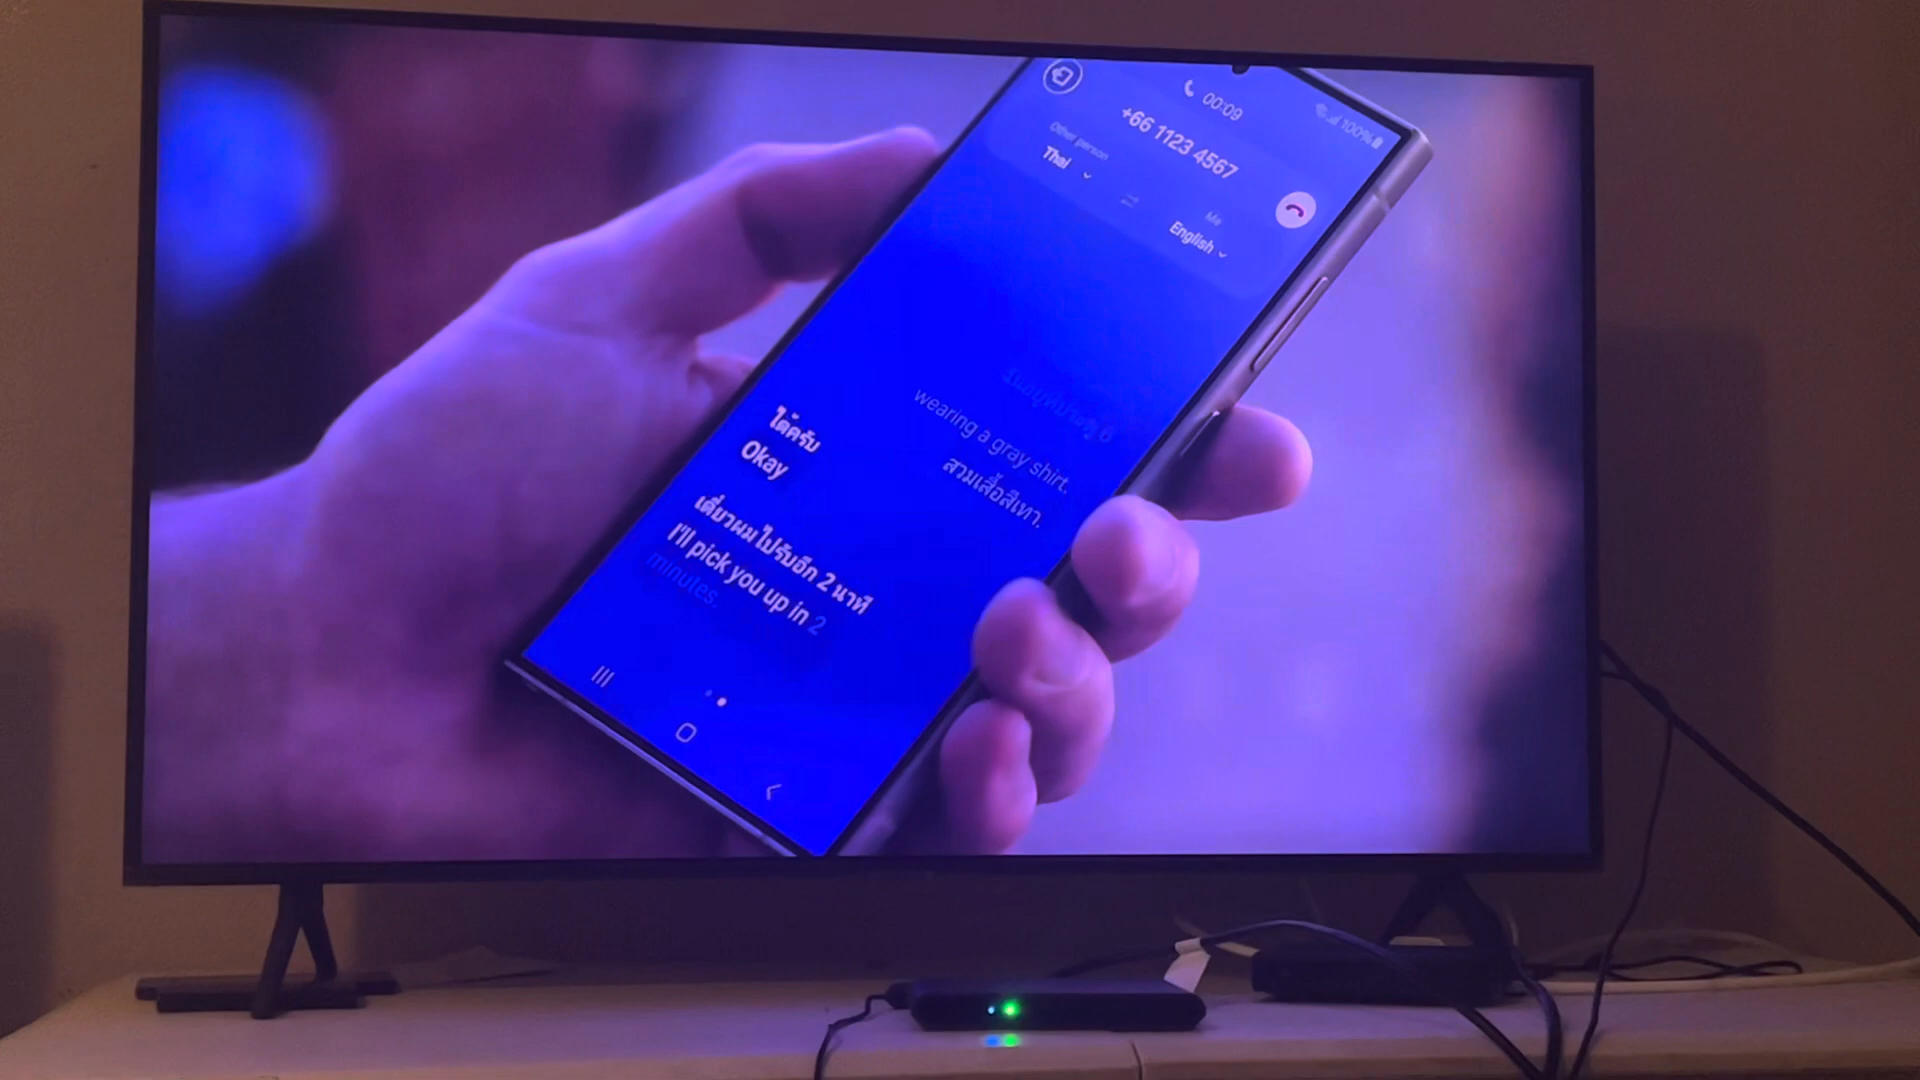 00:09
100%
+66 1123 4567
Other person
Thai
Me
English
wearing a gray shirt.
สวมเสื้อสีเทา.
ได้ครับ
Okay
เดี๋ยวผมไปรับอีก 2 นาที
I'll pick you up in 2
minutes.